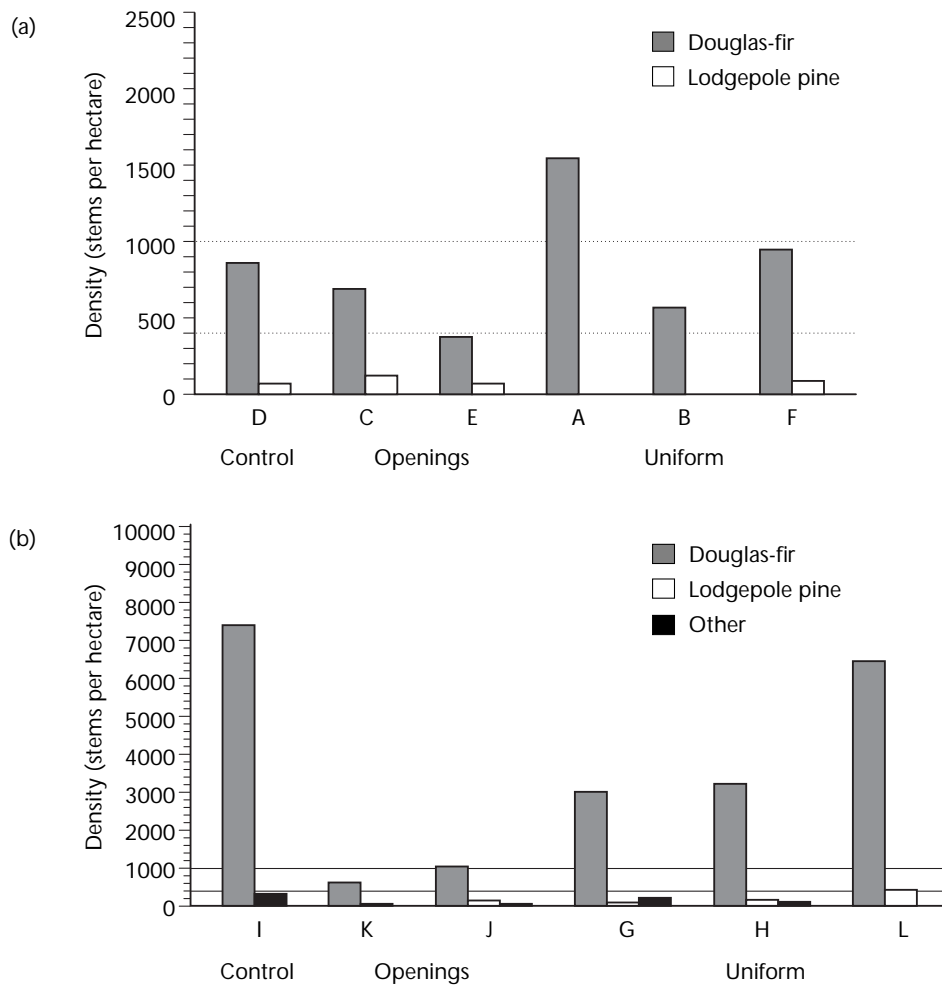 (a)
Density (stems per hectare)
2500
2000
1500
1000
500
0
Douglas-fir
Lodgepole pine
D C E A B F
Control Openings Uniform
(b)
Density (stems per hectare)
10000
9000
8000
7000
6000
5000
4000
3000
2000
1000
0
Douglas-fir
Lodgepole pine
Other
I K J G H L
Control Openings Uniform